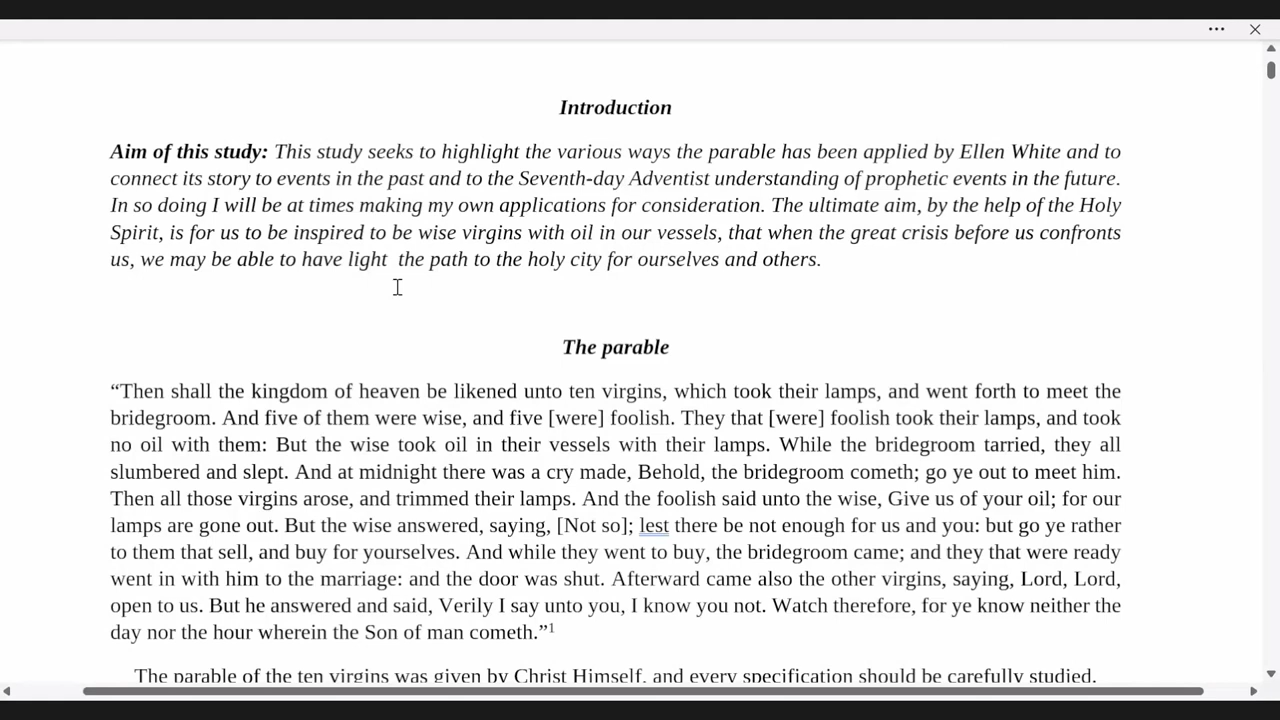 Introduction
Aim of this study: This study seeks to highlight the various ways the parable has been applied by Ellen White and to
connect its story to events in the past and to the Seventh-day Adventist understanding of prophetic events in the future.
In so doing I will be at times making my own applications for consideration. The ultimate aim, by the help of the Holy
Spirit, is for us to be inspired to be wise virgins with oil in our vessels, that when the great crisis before us confronts
us, we may be able to have light  the path to the holy city for ourselves and others.
The parable
“Then shall the kingdom of heaven be likened unto ten virgins, which took their lamps, and went forth to meet the
bridegroom. And five of them were wise, and five [were] foolish. They that [were] foolish took their lamps, and took
no oil with them: But the wise took oil in their vessels with their lamps. While the bridegroom tarried, they all
slumbered and slept. And at midnight there was a cry made, Behold, the bridegroom cometh; go ye out to meet him.
Then all those virgins arose, and trimmed their lamps. And the foolish said unto the wise, Give us of your oil; for our
lamps are gone out. But the wise answered, saying, [Not so]; lest there be not enough for us and you: but go ye rather
to them that sell, and buy for yourselves. And while they went to buy, the bridegroom came; and they that were ready
went in with him to the marriage: and the door was shut. Afterward came also the other virgins, saying, Lord, Lord,
open to us. But he answered and said, Verily I say unto you, I know you not. Watch therefore, for ye know neither the
day nor the hour wherein the Son of man cometh.”1
The parable of the ten virgins was given by Christ Himself, and every specification should be carefully studied.